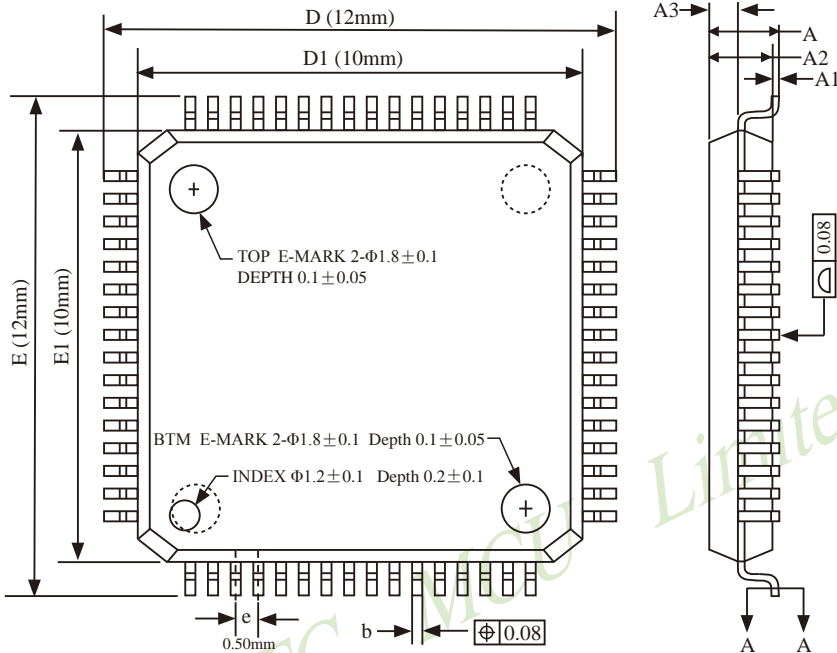 D (12mm)
D1 (10mm)
A3
A
A2
A1
E (12mm)
E1 (10mm)
TOP E-MARK 2-Φ1.8±0.1
DEPTH 0.1±0.05
0.08
BTM E-MARK 2-Φ1.8±0.1 Depth 0.1±0.05
INDEX Φ1.2±0.1 Depth 0.2±0.1
e
0.50mm
b
0.08
A
A
MCU Limite